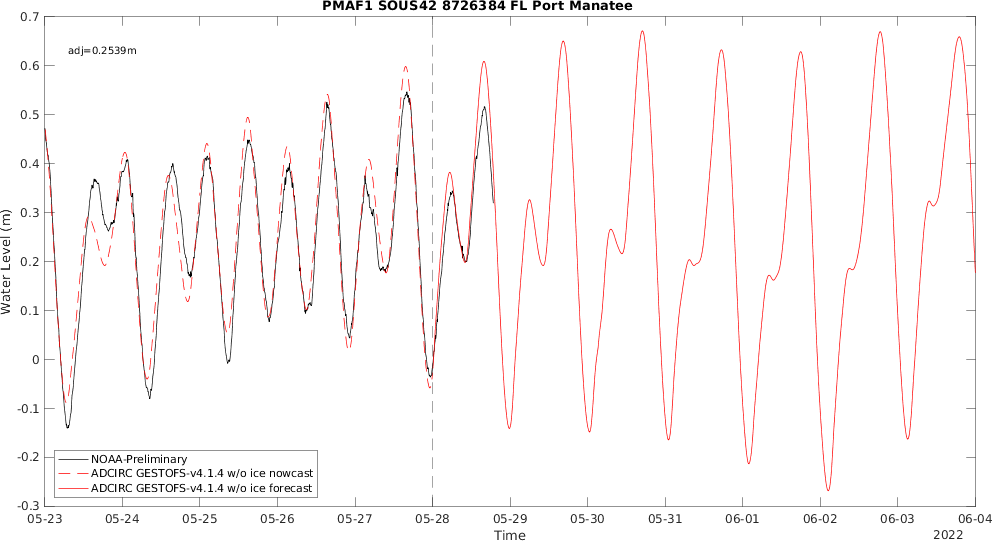 PMAF1 SOUS42 8726384 FL Port Manatee
adj=0.2539m
Water Level (m)
0.7
0.6
0.5
0.4
0.3
0.2
0.1
0
-0.1
-0.2
-0.3
NOAA-Preliminary
ADCIRC GESTOFS-v4.1.4 w/o ice nowcast
ADCIRC GESTOFS-v4.1.4 w/o ice forecast
05-23 05-24 05-25 05-26 05-27 05-28 05-29 05-30 05-31 06-01 06-02 06-03 06-04
Time
2022